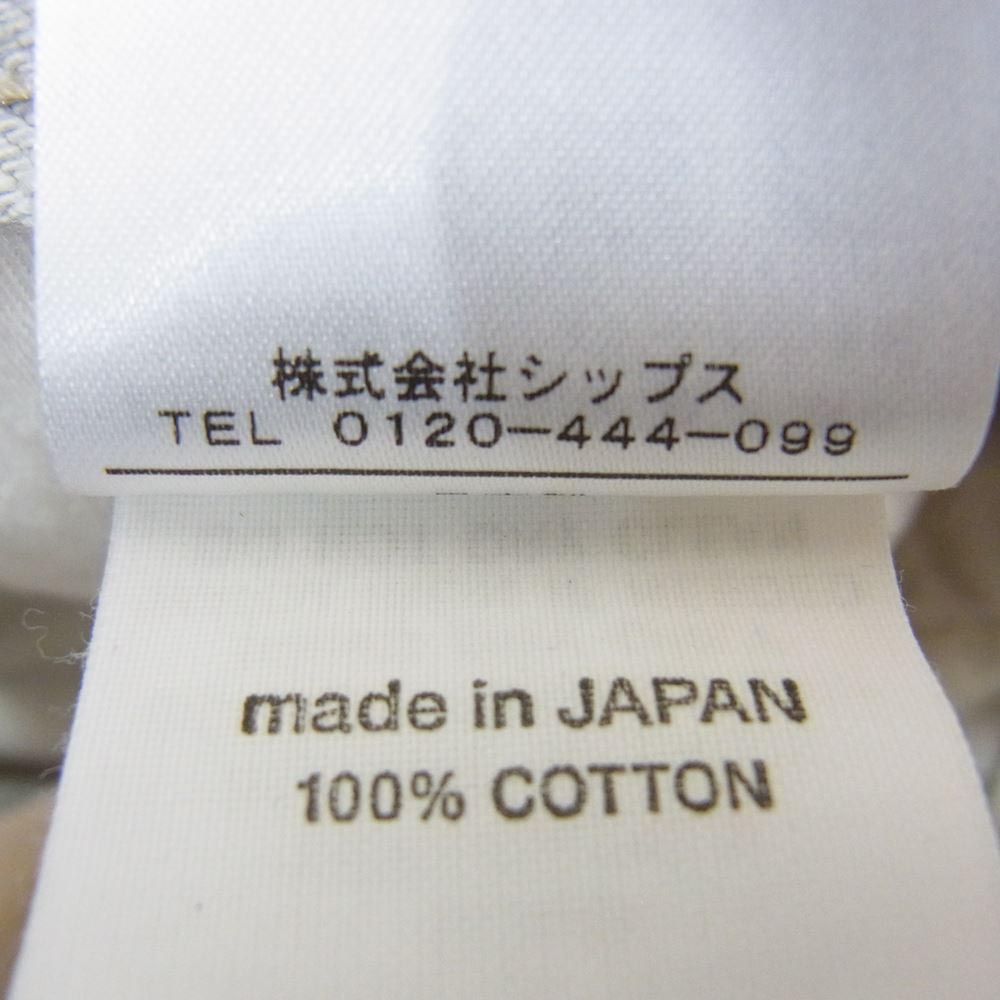 株式会社シップス
TEL 0120-444-099
made in JAPAN
100% COTTON